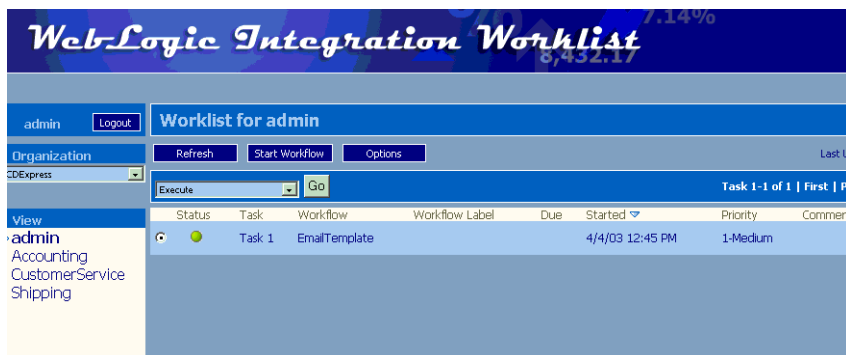 7.14%
WebLogic Integration Worklist
8,432.17
admin Logout Worklist for admin
Organization Refresh Start Workflow Options Last
CDExpress
Execute Go Task 1-1 of 1 | First |
View Status Task Workflow Workflow Label Due Started Priority
admin Task 1 EmailTemplate 4/4/03 12:45 PM 1-Medium
Accounting
CustomerService
Shipping